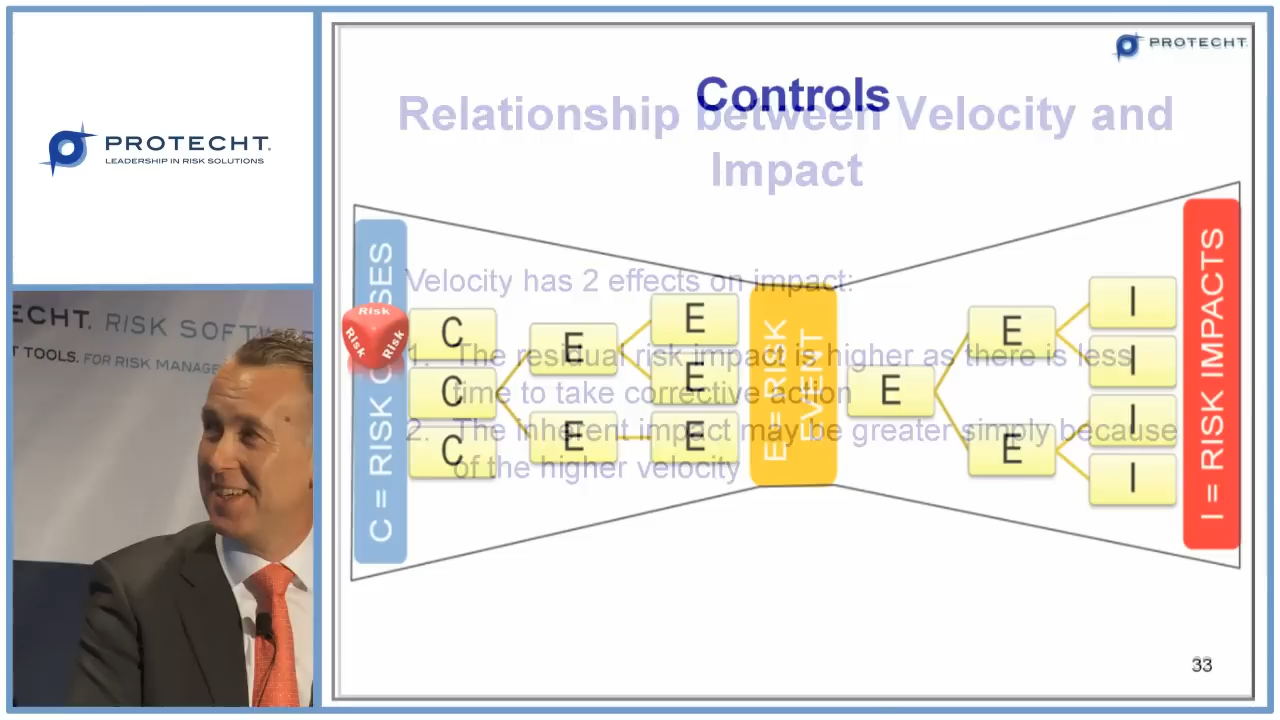 PROTECHT.
LEADERSHIP IN RISK SOLUTIONS
ECHT. RISK SOFTW
T TOOLS. FOR RISK MANAGE
PROTECHT.
Controls
Relationship between Velocity and
Impact
Velocity has 2 effects on impact:
1. The residual risk impact is higher as there is less
time to take corrective action
2. The inherent impact may be greater simply because
of the higher velocity
C = RISK CAUSES
Risk
Risk
Risk
C
C
C
E
E
E
E
E
E = RISK
EVENT
E
E
E
I
I
I
I
I = RISK IMPACTS
33